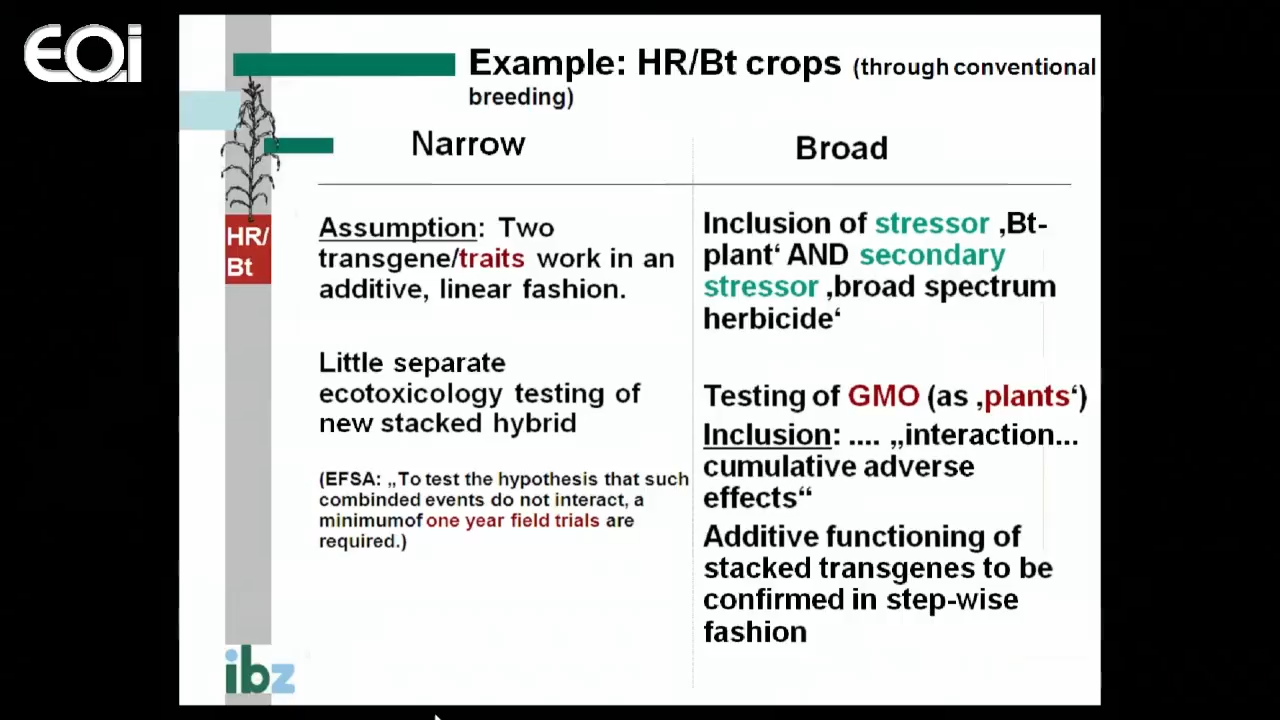 EOi
Example: HR/Bt crops (through conventional
breeding)
Narrow
Broad
HR/
Bt
Assumption: Two
transgene/traits work in an
additive, linear fashion.
Little separate
ecotoxicology testing of
new stacked hybrid
(EFSA: „To test the hypothesis that such
combinded events do not interact, a
minimumof one year field trials are
required.)
Inclusion of stressor ‚Bt-
plant‘ AND secondary
stressor ‚broad spectrum
herbicide‘
Testing of GMO (as ‚plants‘)
Inclusion: .... „interaction...
cumulative adverse
effects“
Additive functioning of
stacked transgenes to be
confirmed in step-wise
fashion
ibz